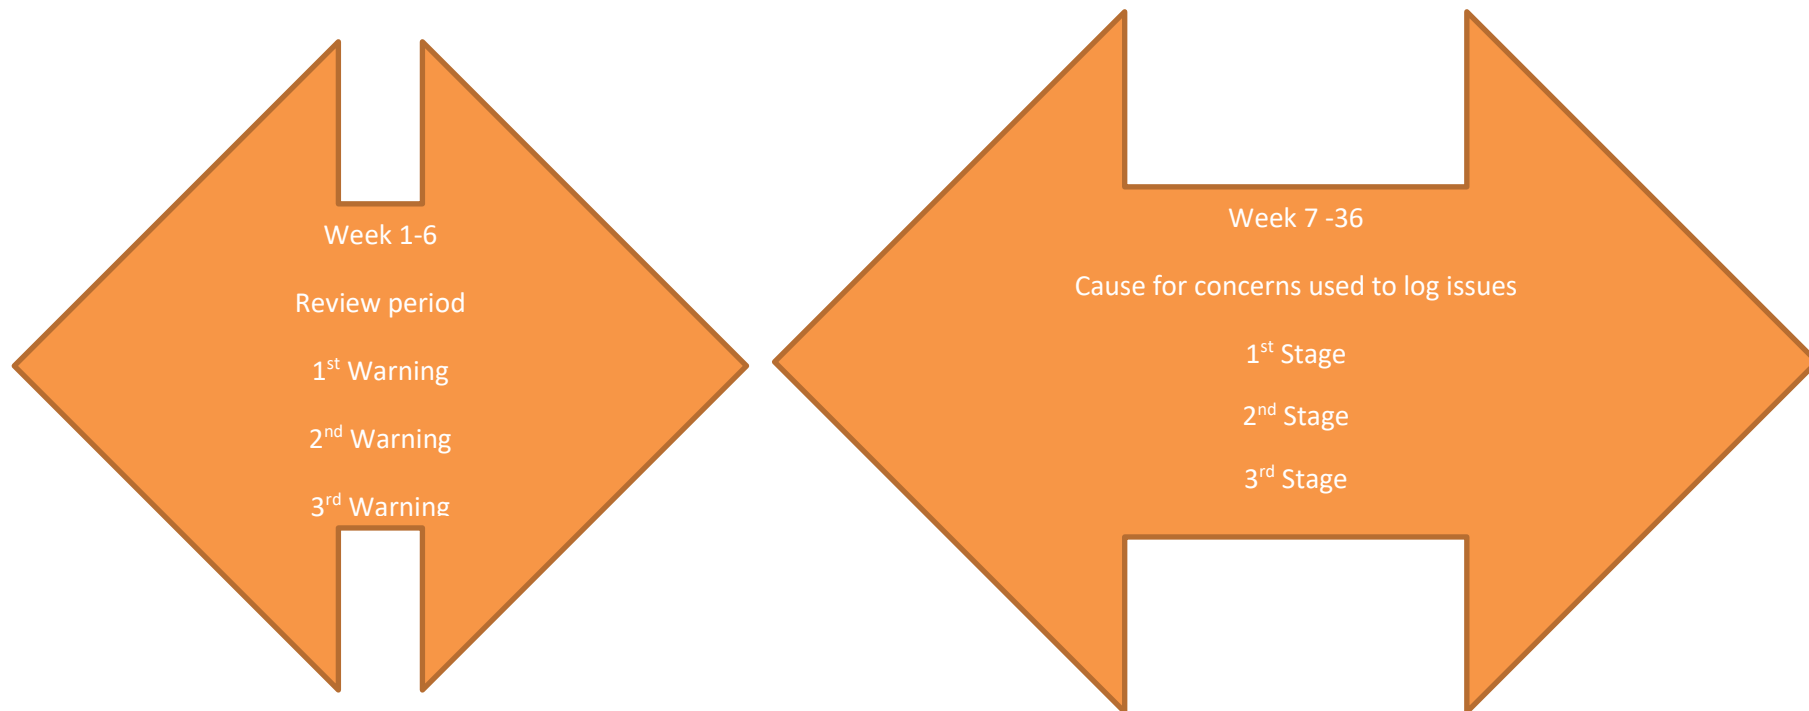 Week 1-6
Review period
1st Warning
2nd Warning
3rd Warning
Week 7 -36
Cause for concerns used to log issues
1st Stage
2nd Stage
3rd Stage